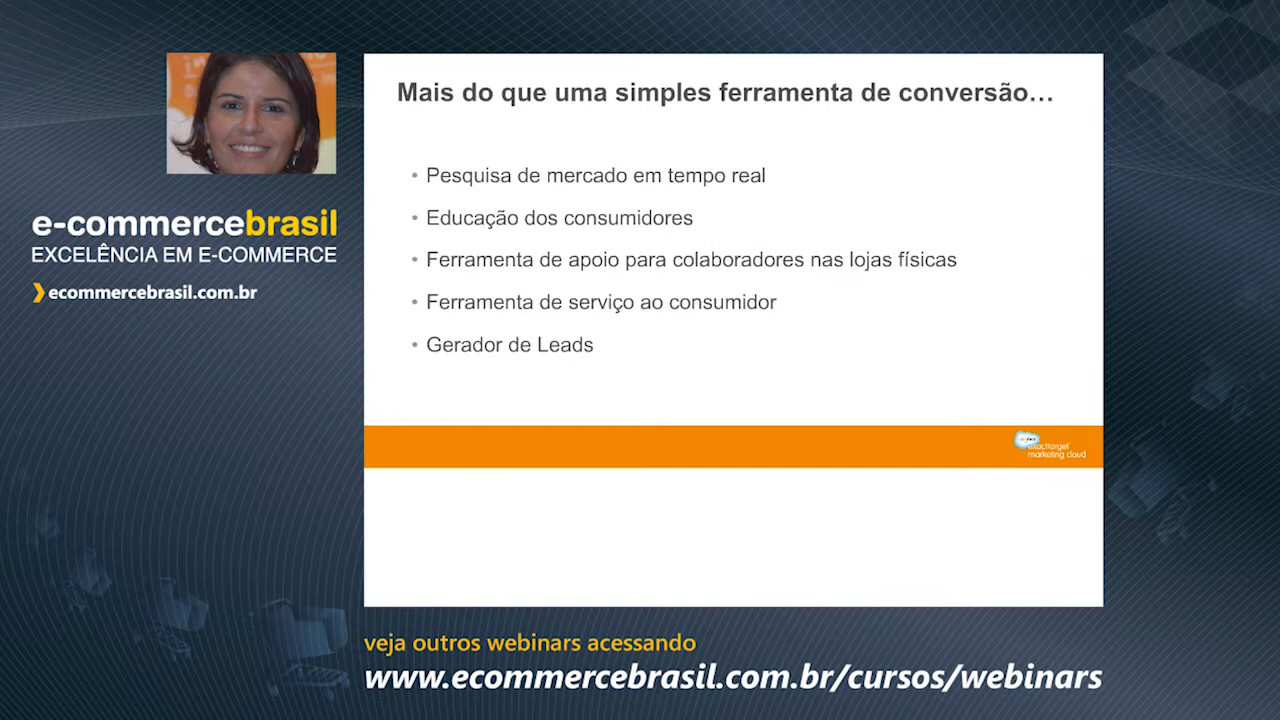 Mais do que uma simples ferramenta de conversão...
• Pesquisa de mercado em tempo real
• Educação dos consumidores
• Ferramenta de apoio para colaboradores nas lojas físicas
• Ferramenta de serviço ao consumidor
• Gerador de Leads
exacttarget
marketing cloud
e-commercebrasil
EXCELÊNCIA EM E-COMMERCE
ecommercebrasil.com.br
veja outros webinars acessando
www.ecommercebrasil.com.br/cursos/webinars